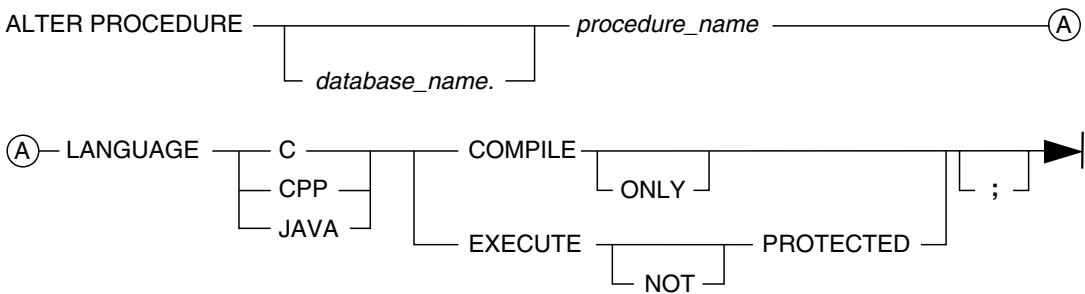 ALTER PROCEDURE procedure_name A
database_name.
A LANGUAGE C COMPILE
CPP ONLY ;
JAVA
EXECUTE PROTECTED
NOT